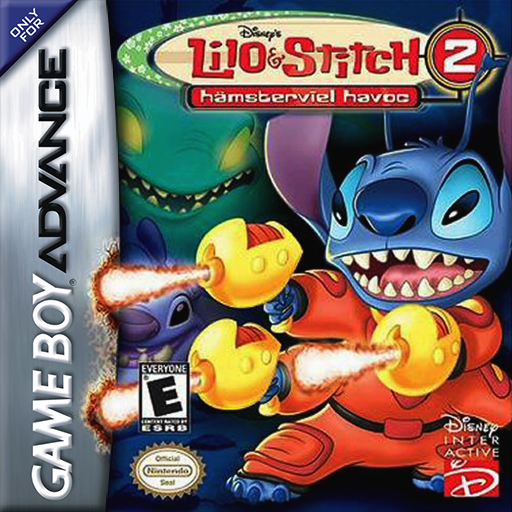 ONLY
FOR
GAME BOY ADVANCE
Disney's
Lilo & Stitch 2
hämsterviel havoc
EVERYONE
E
CONTENT RATED BY
ESRB
Official
Nintendo
Seal
Disney
INTER
ACTIVE
D